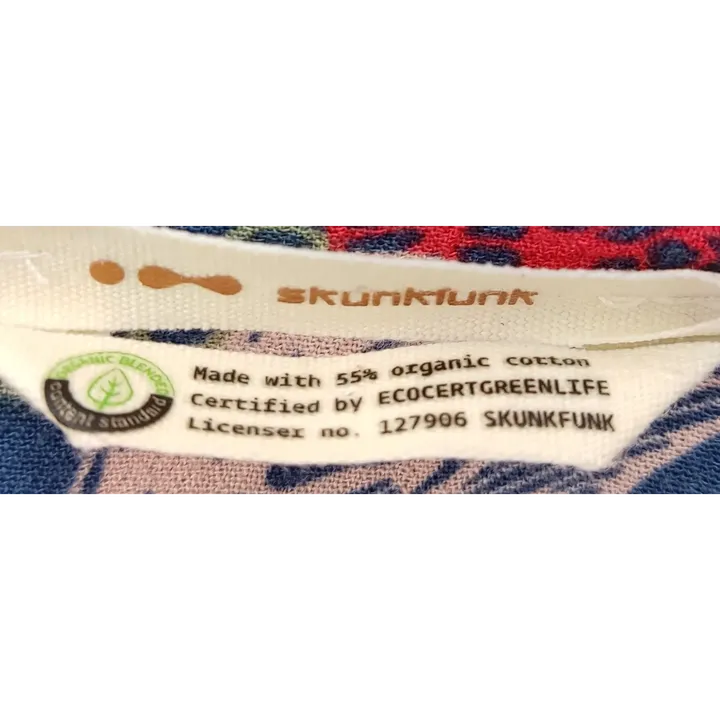 skunkfunk
ORGANIC BLENDED
content standard
Made with 55% organic cotton
Certified by ECOCERTGREENLIFE
Licenser no. 127906 SKUNKFUNK